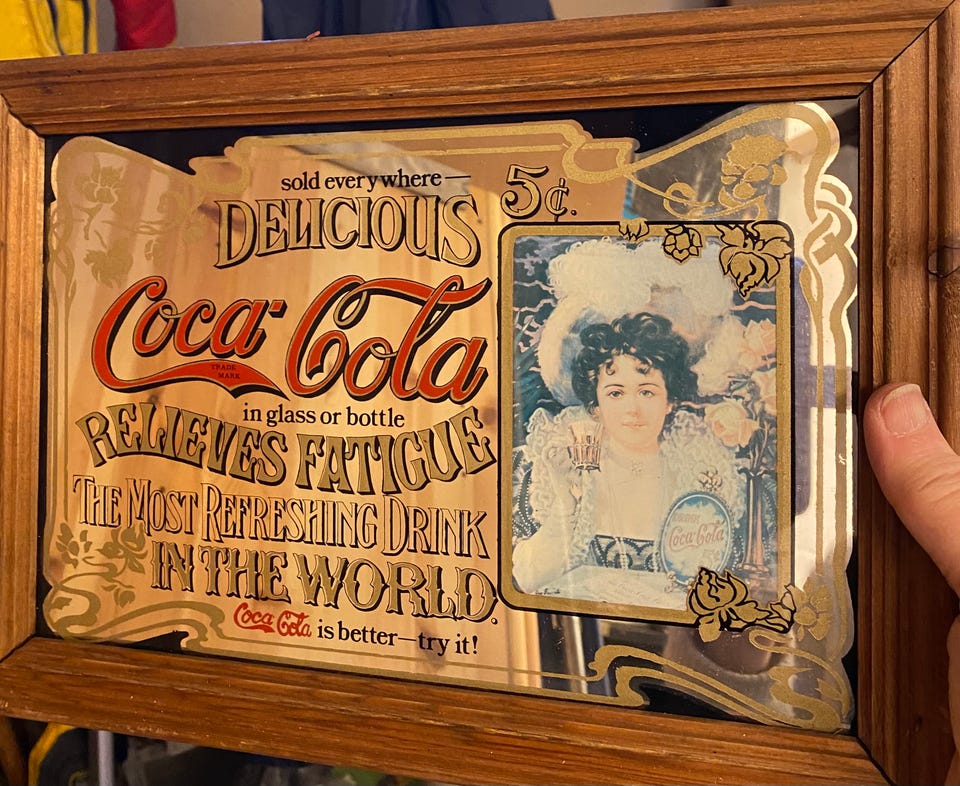 sold everywhere—
5¢.
DELICIOUS
Coca-Cola
TRADE
MARK
in glass or bottle
RELIEVES FATIGUE
THE MOST REFRESHING DRINK
IN THE WORLD.
Coca-Cola is better—try it!
Coca-Cola
5¢